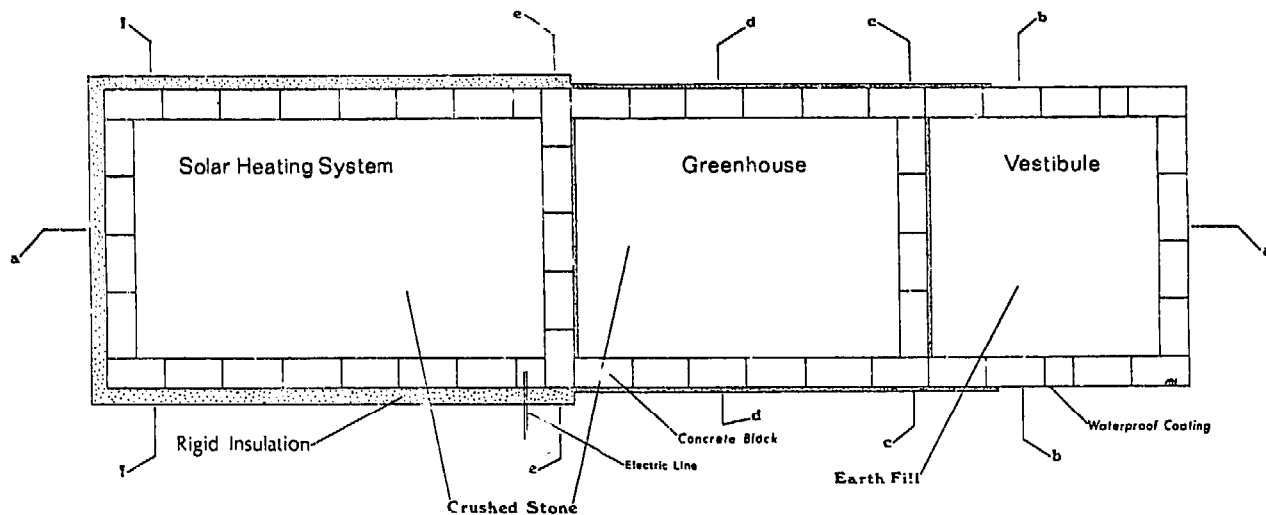 f
e
d
c
b
Solar Heating System
Greenhouse
Vestibule
a
a
Rigid Insulation
f
e
Electric Line
Concrete Block
d
c
b
Waterproof Coating
Earth Fill
Crushed Stone